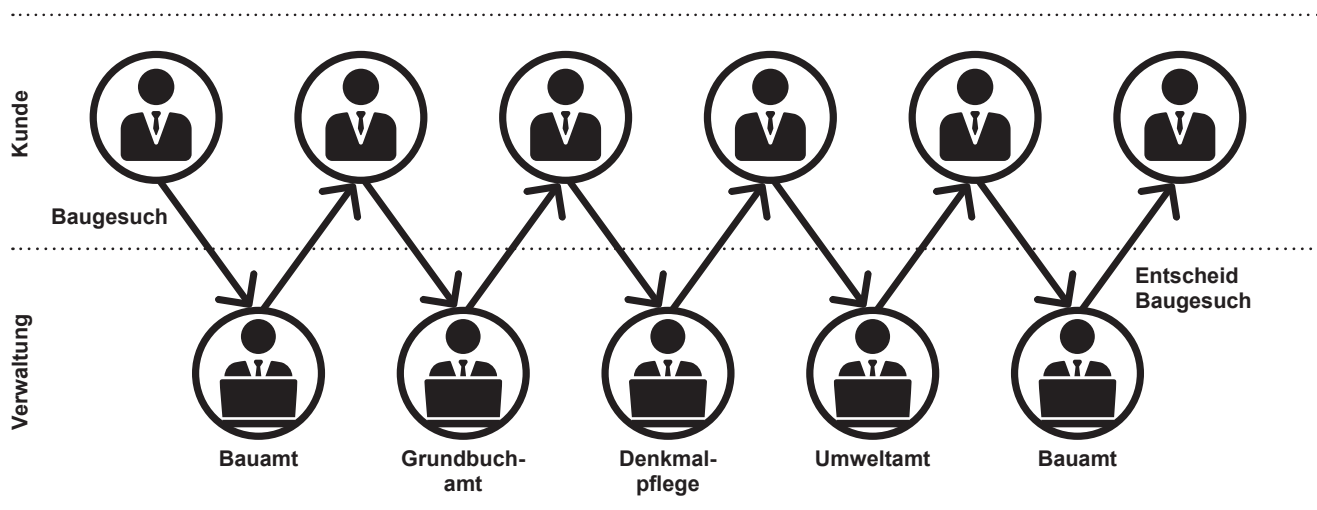 Kunde
Baugesuch
Entscheid
Baugesuch
Verwaltung
Bauamt
Grundbuch-
amt
Denkmal-
pflege
Umweltamt
Bauamt